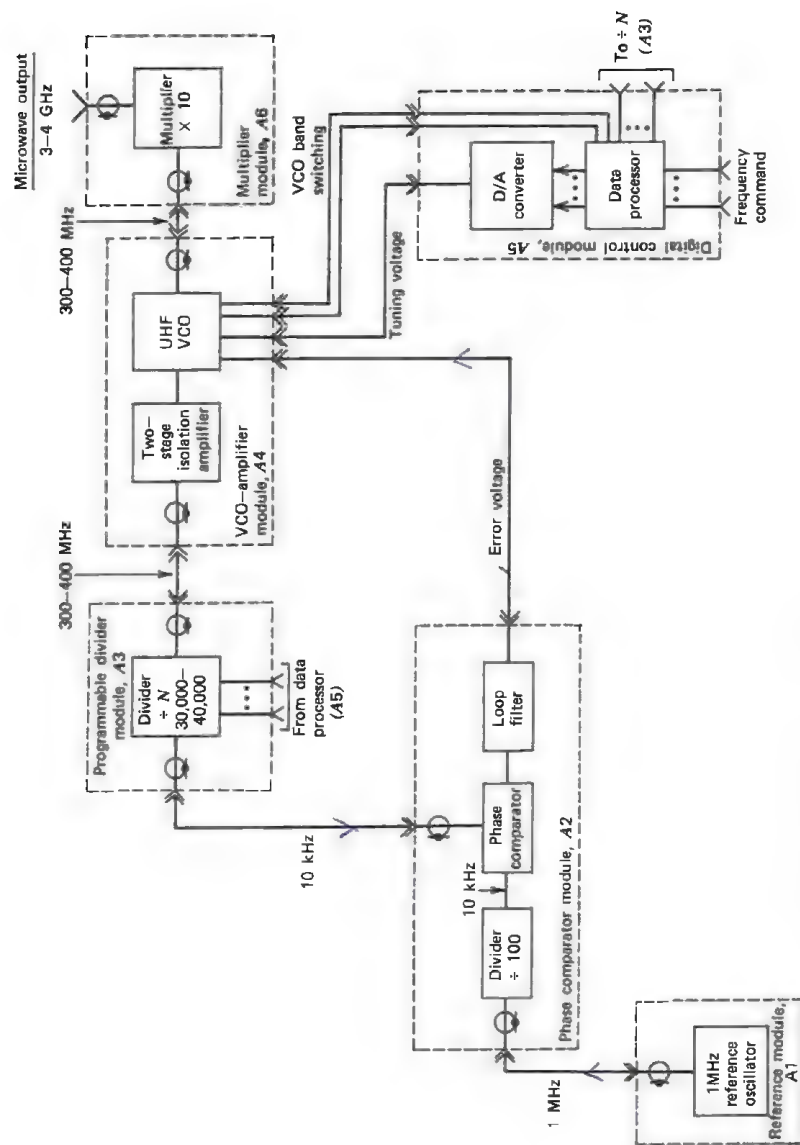 Microwave output
3–4 GHz
Multiplier
× 10
Multiplier
module, A6
300–400 MHz
UHF
VCO
Two–
stage
isolation
amplifier
VCO–amplifier
module, A4
VCO band
switching
Tuning voltage
D/A
converter
Data
processor
Digital control module, A5
To ÷ N
(A3)
Frequency
command
300–400 MHz
Programmable divider
module, A3
Divider
÷ N
30,000–
40,000
From data
processor
(A5)
10 kHz
Error voltage
Loop
filter
Phase
comparator
10 kHz
Divider
÷ 100
Phase comparator module, A2
1 MHz
1MHz
reference
oscillator
Reference module,
A1